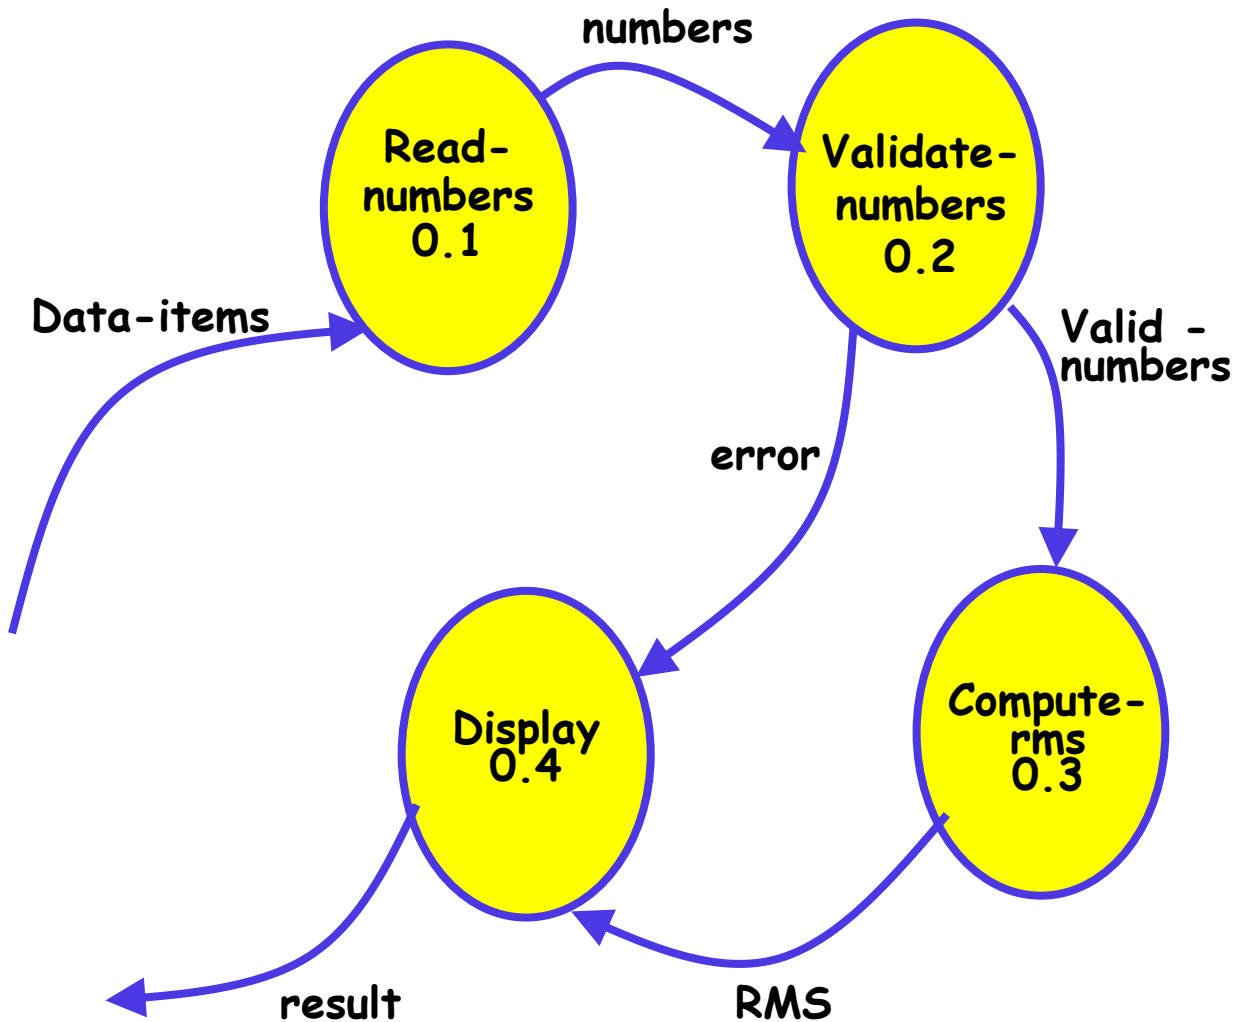 numbers
Read-
numbers
0.1
Validate-
numbers
0.2
Data-items
Valid -
numbers
error
Compute-
rms
0.3
Display
0.4
result
RMS